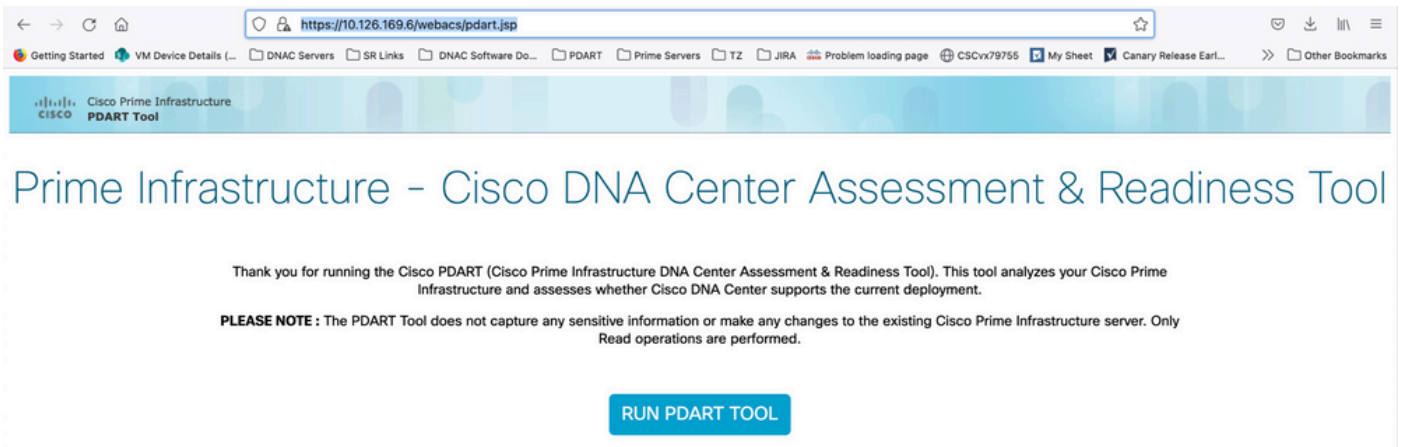 https://10.126.169.6/webacs/pdart.jsp
Getting Started VM Device Details (... DNAC Servers SR Links DNAC Software Do... PDART Prime Servers TZ JIRA Problem loading page CSCvx79755 My Sheet Canary Release Earl... Other Bookmarks
cisco Cisco Prime Infrastructure
PDART Tool
Prime Infrastructure - Cisco DNA Center Assessment & Readiness Tool
Thank you for running the Cisco PDART (Cisco Prime Infrastructure DNA Center Assessment & Readiness Tool). This tool analyzes your Cisco Prime
Infrastructure and assesses whether Cisco DNA Center supports the current deployment.
PLEASE NOTE : The PDART Tool does not capture any sensitive information or make any changes to the existing Cisco Prime Infrastructure server. Only
Read operations are performed.
RUN PDART TOOL